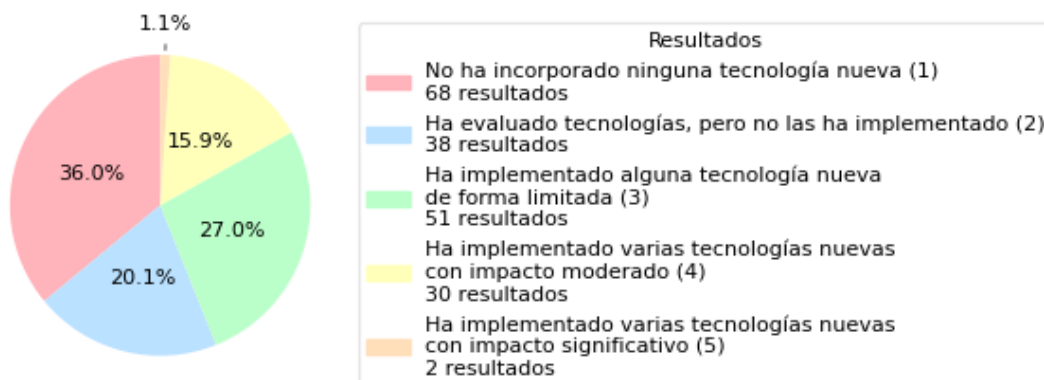 1.1%
15.9%
36.0%
27.0%
20.1%
Resultados
No ha incorporado ninguna tecnología nueva (1)
68 resultados
Ha evaluado tecnologías, pero no las ha implementado (2)
38 resultados
Ha implementado alguna tecnología nueva
de forma limitada (3)
51 resultados
Ha implementado varias tecnologías nuevas
con impacto moderado (4)
30 resultados
Ha implementado varias tecnologías nuevas
con impacto significativo (5)
2 resultados